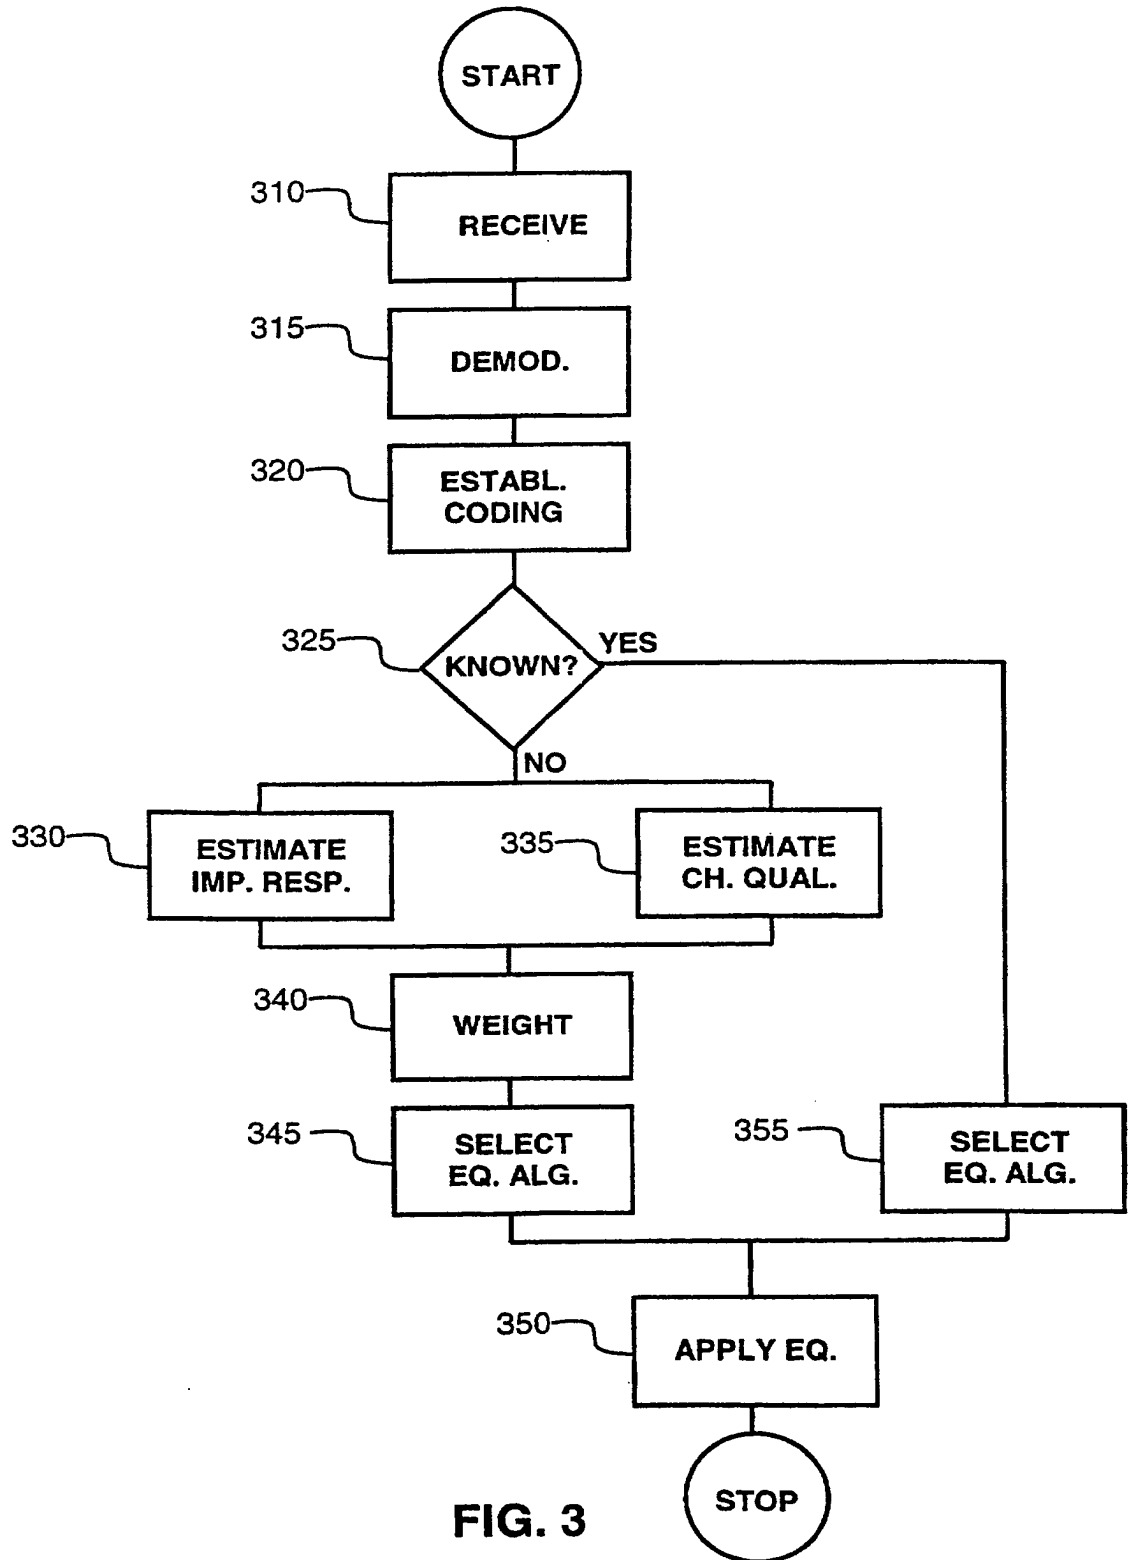 START
310
RECEIVE
315
DEMOD.
320
ESTABL.
CODING
325
KNOWN?
YES
NO
330
ESTIMATE
IMP. RESP.
335
ESTIMATE
CH. QUAL.
340
WEIGHT
345
SELECT
EQ. ALG.
355
SELECT
EQ. ALG.
350
APPLY EQ.
STOP
FIG. 3